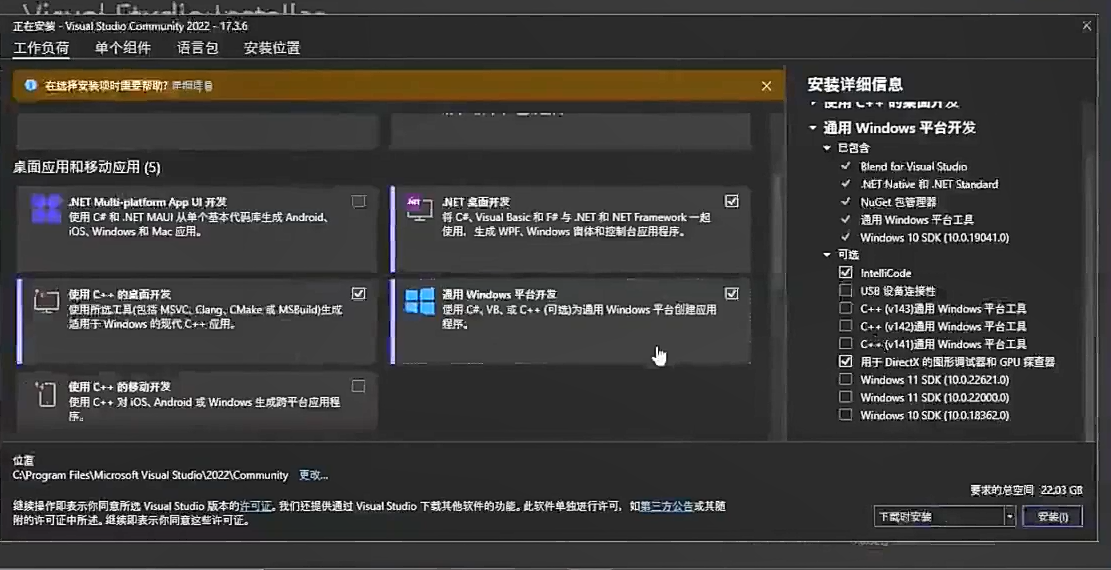 Visual Studio Installer
正在安装 - Visual Studio Community 2022 - 17.3.6
工作负荷 单个组件 语言包 安装位置
在选择安装项时需要帮助?
桌面应用和移动应用 (5)
.NET Multi-platform App UI 开发
使用 C# 和 .NET MAUI 从单个基本代码库生成 Android、
iOS、Windows 和 Mac 应用。
.NET 桌面开发
将 C#、Visual Basic 和 F# 与 .NET 和 .NET Framework 一起
使用，生成 WPF、Windows 窗体和控制台应用程序。
使用 C++ 的桌面开发
使用所选工具(包括 MSVC、Clang、CMake 或 MSBuild)生成
适用于 Windows 的现代 C++ 应用。
通用 Windows 平台开发
使用 C#、VB、或 C++ (可选)为通用 Windows 平台创建应用
程序。
使用 C++ 的移动开发
使用 C++ 对 iOS、Android 或 Windows 生成跨平台应用程
序。
安装详细信息
使用 C++ 的桌面开发
通用 Windows 平台开发
已包含
Blend for Visual Studio
.NET Native 和 .NET Standard
NuGet 包管理器
通用 Windows 平台工具
Windows 10 SDK (10.0.19041.0)
可选
IntelliCode
USB 设备连接性
C++ (v143)通用 Windows 平台工具
C++ (v142)通用 Windows 平台工具
C++ (v141)通用 Windows 平台工具
用于 DirectX 的图形调试器和 GPU 探查器
Windows 11 SDK (10.0.22621.0)
Windows 11 SDK (10.0.22000.0)
Windows 10 SDK (10.0.18362.0)
位置
C:\Program Files\Microsoft Visual Studio\2022\Community 更改...
继续操作即表示你同意所选 Visual Studio 版本的许可证。我们还提供通过 Visual Studio 下载其他软件的功能。此软件单独进行许可，如第三方公告或其随
附的许可证中所述。继续即表示你同意这些许可证。
要求的总空间 22.03 GB
下载时安装
安装(I)